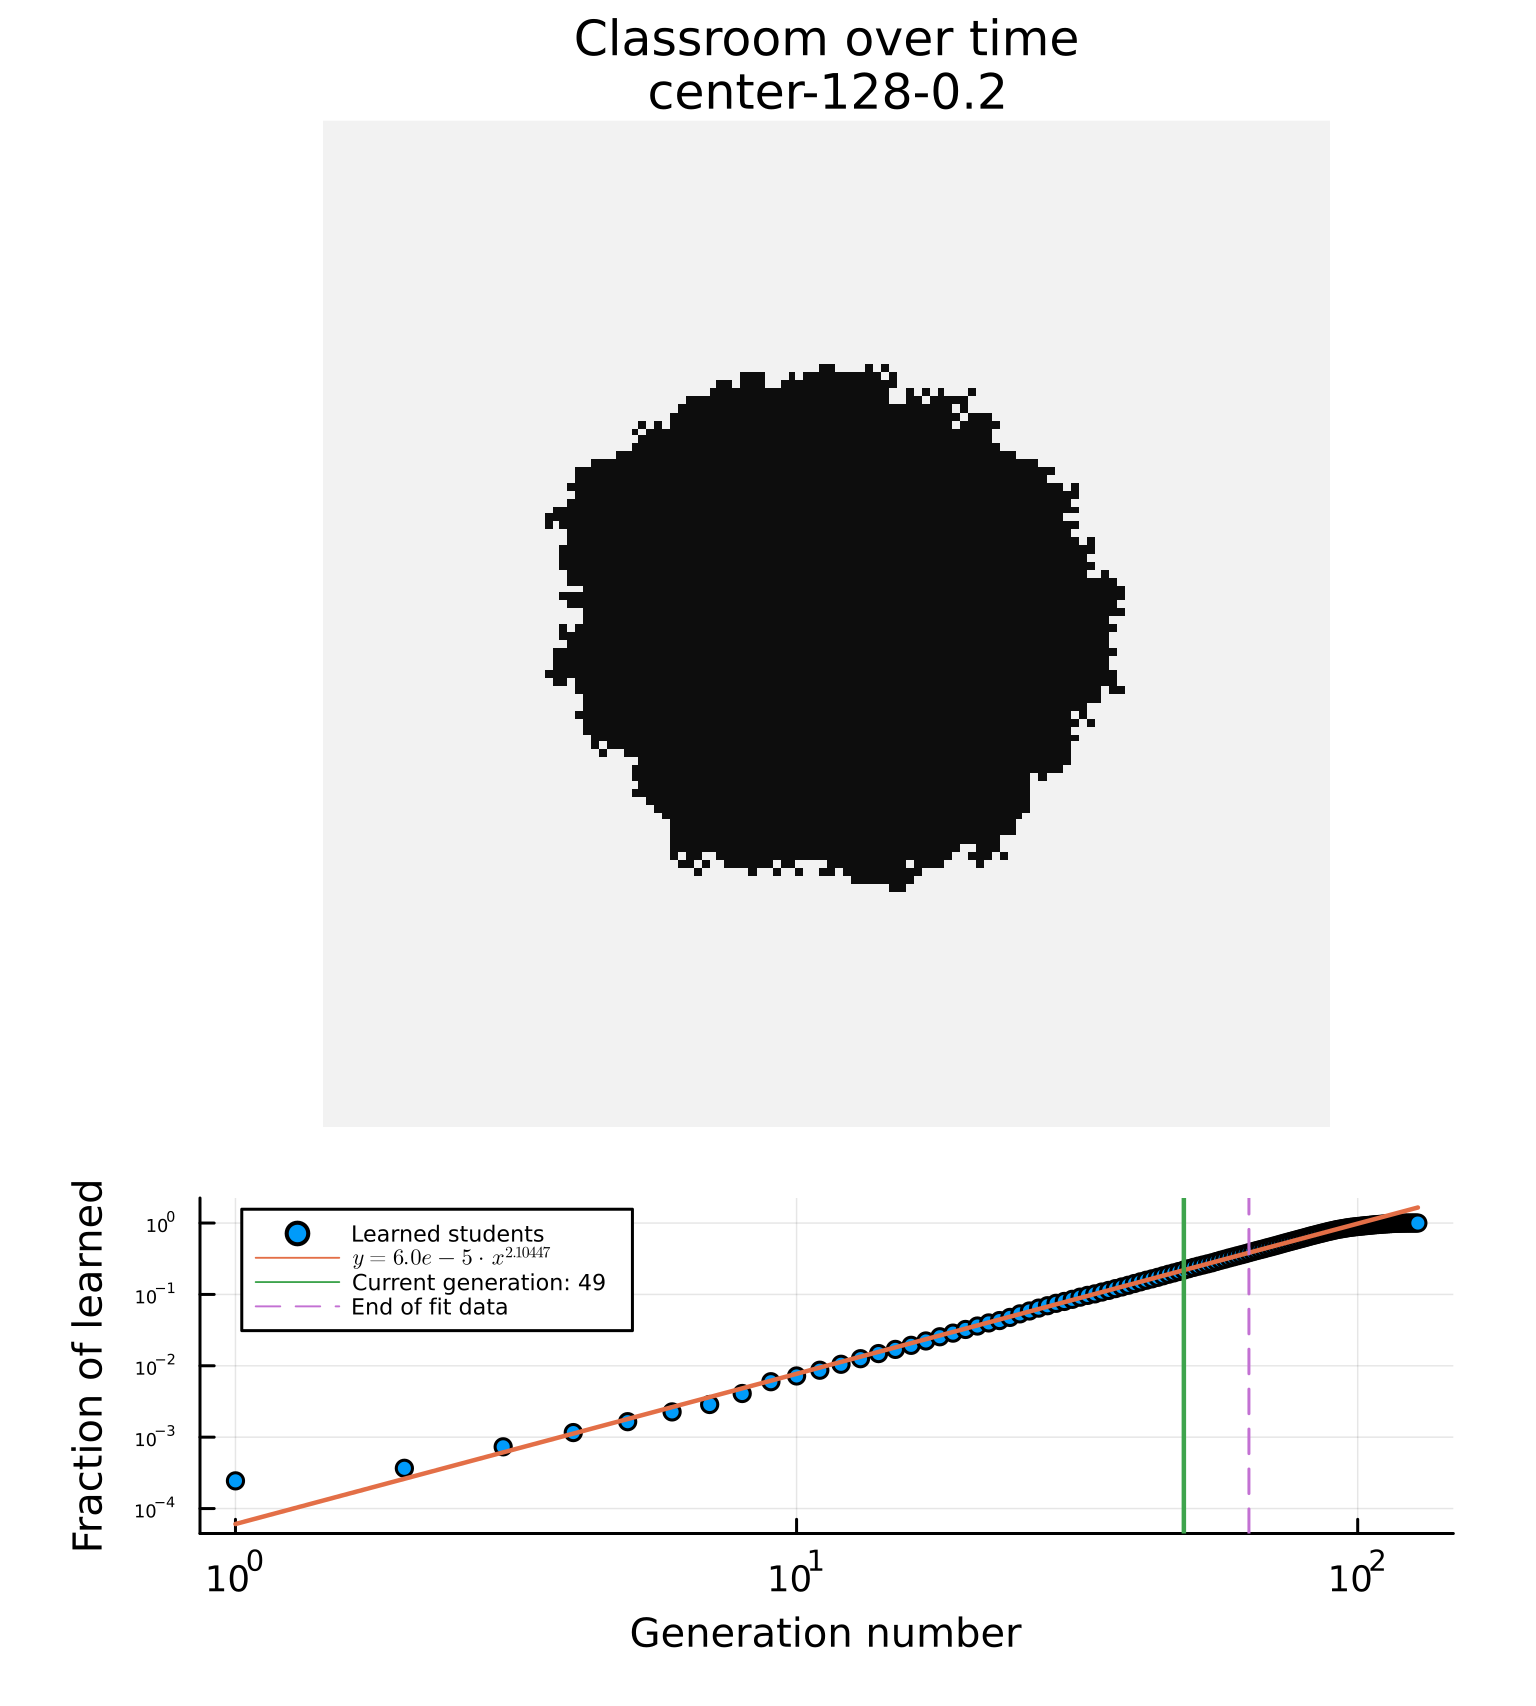 Classroom over time
center-128-0.2
Fraction of learned
10^0
10^−1
10^−2
10^−3
10^−4
Learned students
y = 6.0e − 5 · x^2.10447
Current generation: 49
End of fit data
10^0 10^1 10^2
Generation number